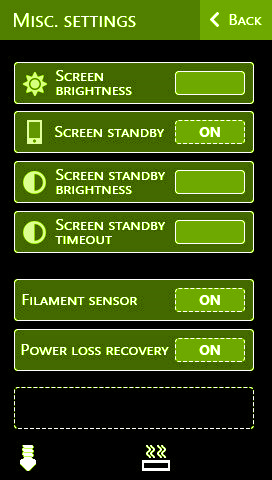 Misc. settings
Back
Screen
brightness
Screen standby
ON
Screen standby
brightness
Screen standby
timeout
Filament sensor
ON
Power loss recovery
ON